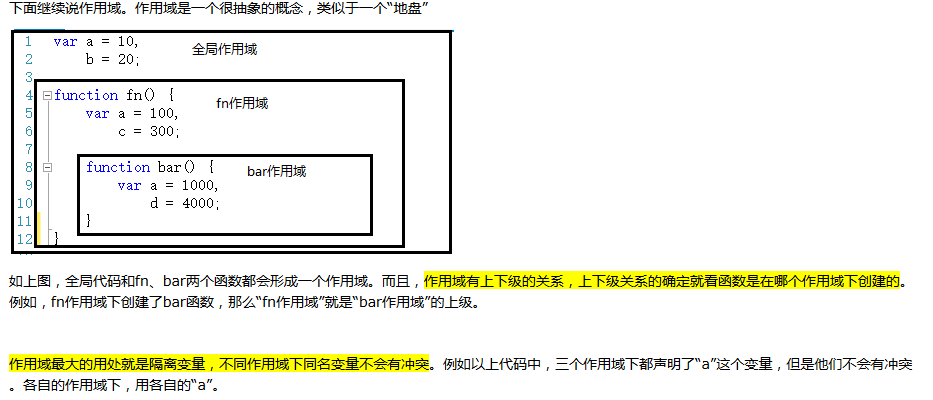 下面继续说作用域。作用域是一个很抽象的概念，类似于一个“地盘”
1 var a = 10, 全局作用域
2 b = 20;
3
4 function fn() { fn作用域
5 var a = 100,
6 c = 300;
7
8 function bar() { bar作用域
9 var a = 1000,
10 d = 4000;
11 }
12 }
如上图，全局代码和fn、bar两个函数都会形成一个作用域。而且，作用域有上下级的关系，上下级关系的确定就看函数是在哪个作用域下创建的。
例如，fn作用域下创建了bar函数，那么“fn作用域”就是“bar作用域”的上级。
作用域最大的用处就是隔离变量，不同作用域下同名变量不会有冲突。例如以上代码中，三个作用域下都声明了“a”这个变量，但是他们不会有冲突
。各自的作用域下，用各自的“a”。